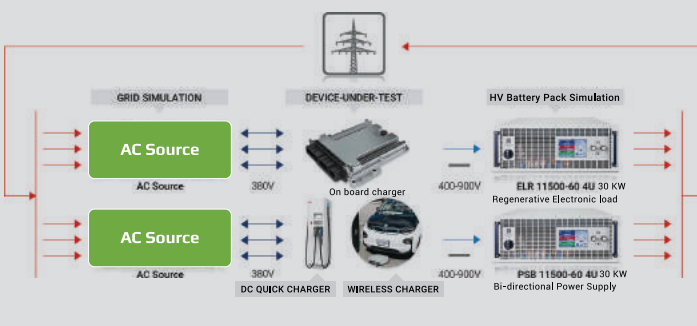 GRID SIMULATION
DEVICE-UNDER-TEST
HV Battery Pack Simulation
AC Source
AC Source
380V
On board charger
400-900V
ELR 11500-60 4U 30 KW
Regenerative Electronic load
AC Source
AC Source
380V
400-900V
PSB 11500-60 4U 30 KW
Bi-directional Power Supply
DC QUICK CHARGER
WIRELESS CHARGER